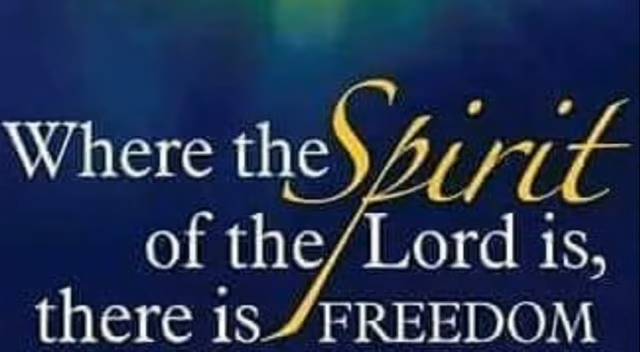 Where the Spirit
of the Lord is,
there is FREEDOM